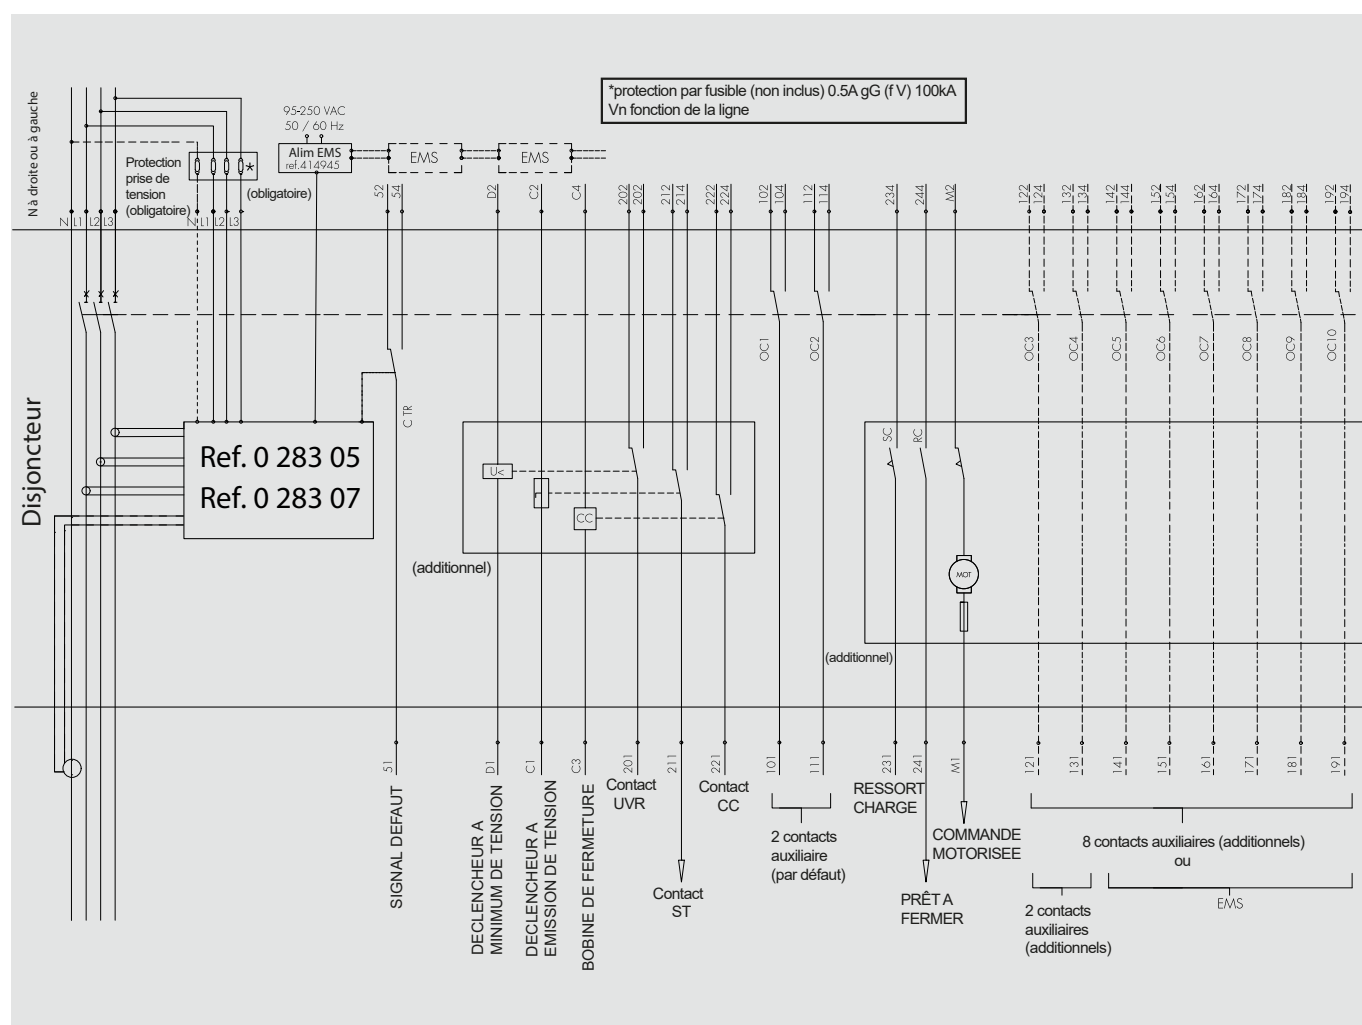 *protection par fusible (non inclus) 0.5A gG (f V) 100kA
Vn fonction de la ligne
N à droite ou à gauche
95-250 VAC
50 / 60 Hz
Alim EMS
ref.414945
EMS
EMS
Protection
prise de
tension
(obligatoire)
*
(obligatoire)
N L1 L2 L3
N L1 L2 L3
52 54 D2 C2 C4 202 202 212 214 222 224 102 104 112 114 234 244 M2 122 124 132 134 142 144 152 154 162 164 172 174 182 184 192 194
Disjoncteur
OC1 OC2 OC3 OC4 OC5 OC6 OC7 OC8 OC9 OC10
C TR
SC RC
Ref. 0 283 05
Ref. 0 283 07
U<
CC
MOT
(additionnel)
(additionnel)
51 D1 C1 C3 201 211 221 101 111 231 241 M1 121 131 141 151 161 171 181 191
SIGNAL DEFAUT
DECLENCHEUR A
MINIMUM DE TENSION
DECLENCHEUR A
EMISSION DE TENSION
BOBINE DE FERMETURE
Contact
UVR
Contact
ST
Contact
CC
2 contacts
auxiliaire
(par défaut)
RESSORT
CHARGE
PRÊT A
FERMER
COMMANDE
MOTORISEE
8 contacts auxiliaires (additionnels)
ou
2 contacts
auxiliaires
(additionnels)
EMS